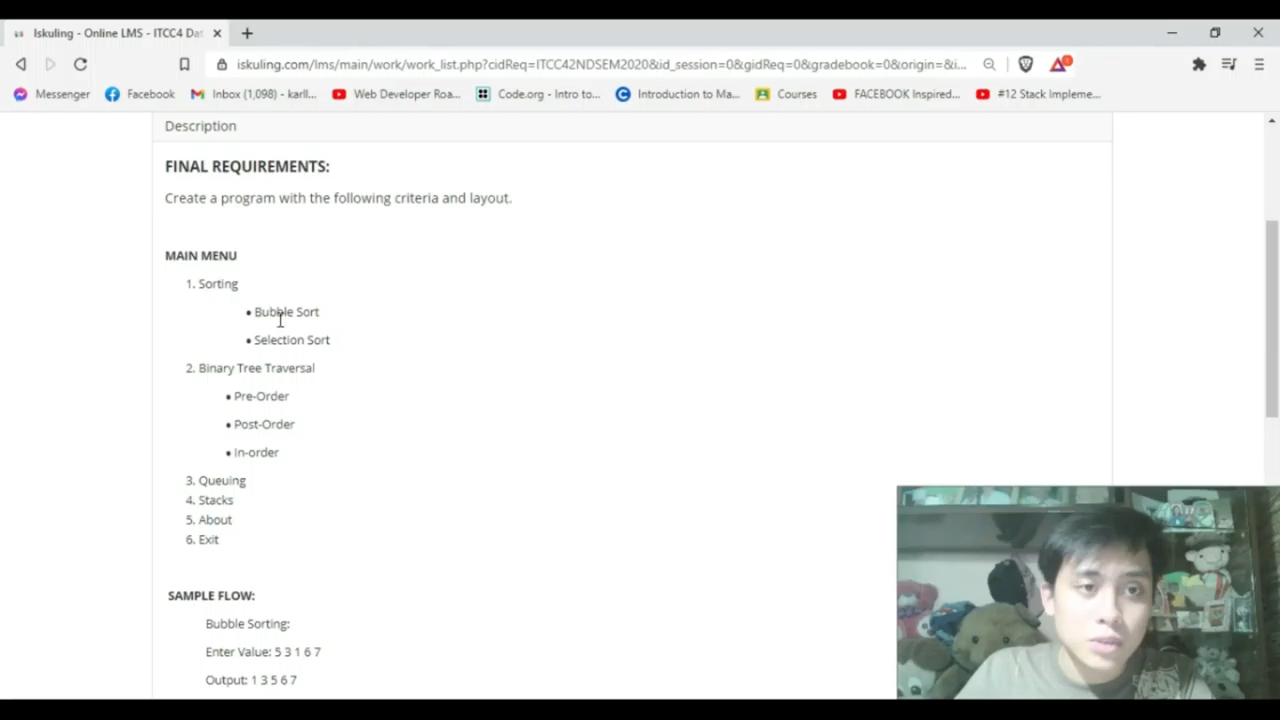 Iskuling - Online LMS - ITCC4 Dat
iskuling.com/lms/main/work/work_list.php?cidReq=ITCC42NDSEM2020&id_session=0&gidReq=0&gradebook=0&origin=&i...
Messenger Facebook Inbox (1,098) - karll... Web Developer Roa... Code.org - Intro to... Introduction to Ma... Courses FACEBOOK Inspired... #12 Stack Impleme...
Description
FINAL REQUIREMENTS:
Create a program with the following criteria and layout.
MAIN MENU
1. Sorting
• Bubble Sort
• Selection Sort
2. Binary Tree Traversal
• Pre-Order
• Post-Order
• In-order
3. Queuing
4. Stacks
5. About
6. Exit
SAMPLE FLOW:
Bubble Sorting:
Enter Value: 5 3 1 6 7
Output: 1 3 5 6 7